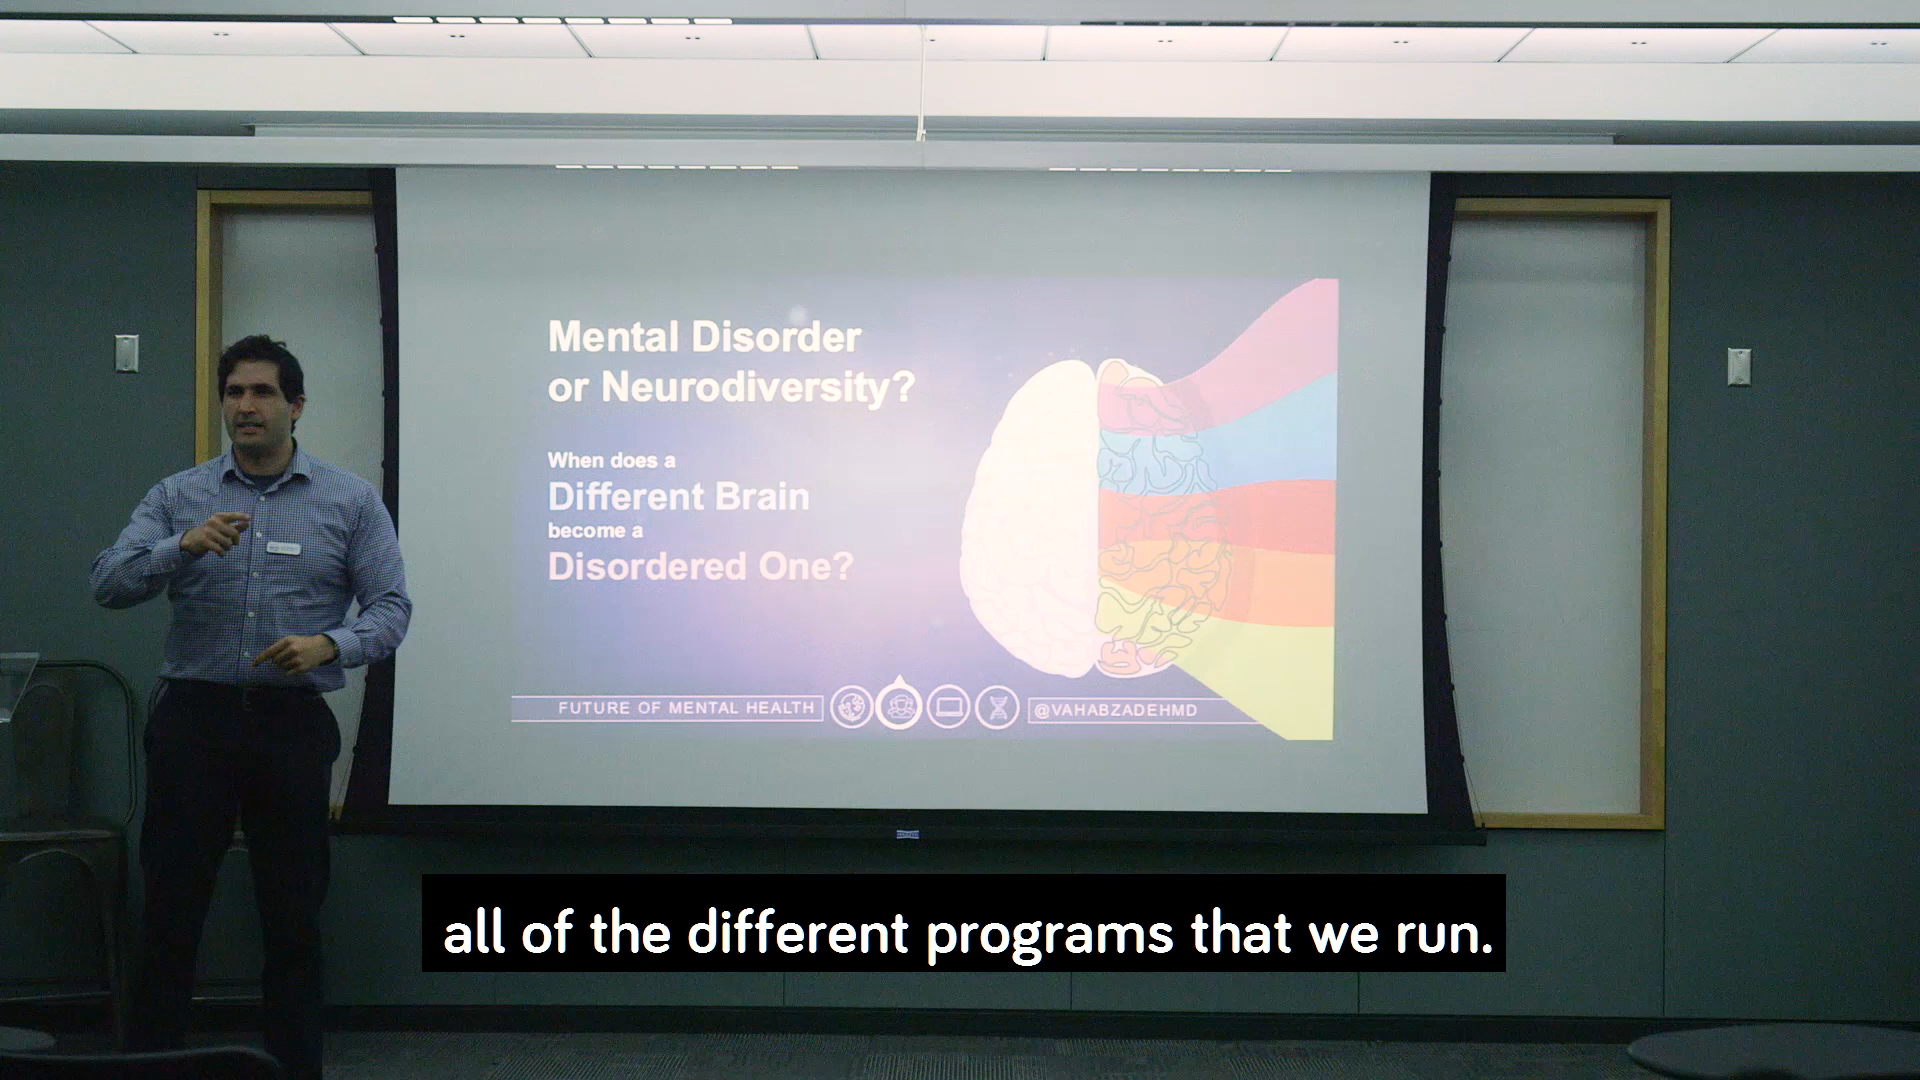 Mental Disorder
or Neurodiversity?
When does a
Different Brain
become a
Disordered One?
FUTURE OF MENTAL HEALTH
@VAHABZADEHMD
all of the different programs that we run.